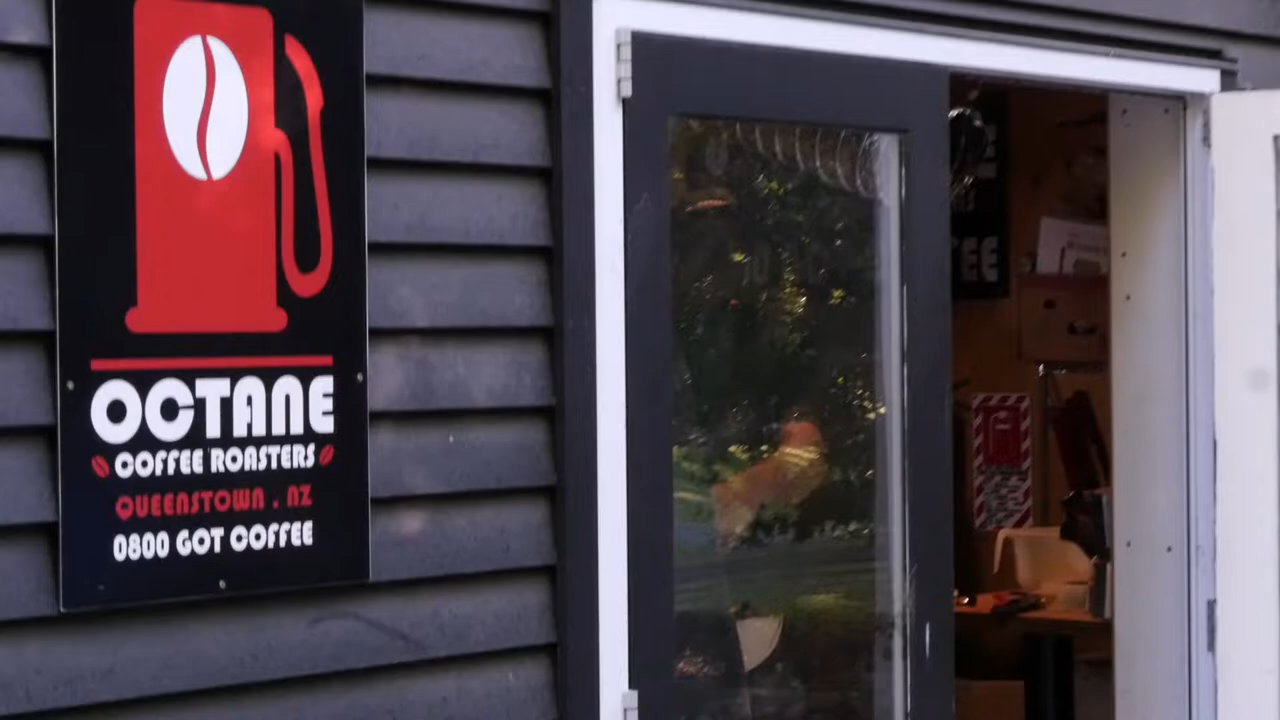 OCTANE
COFFEE ROASTERS
QUEENSTOWN . NZ
0800 GOT COFFEE